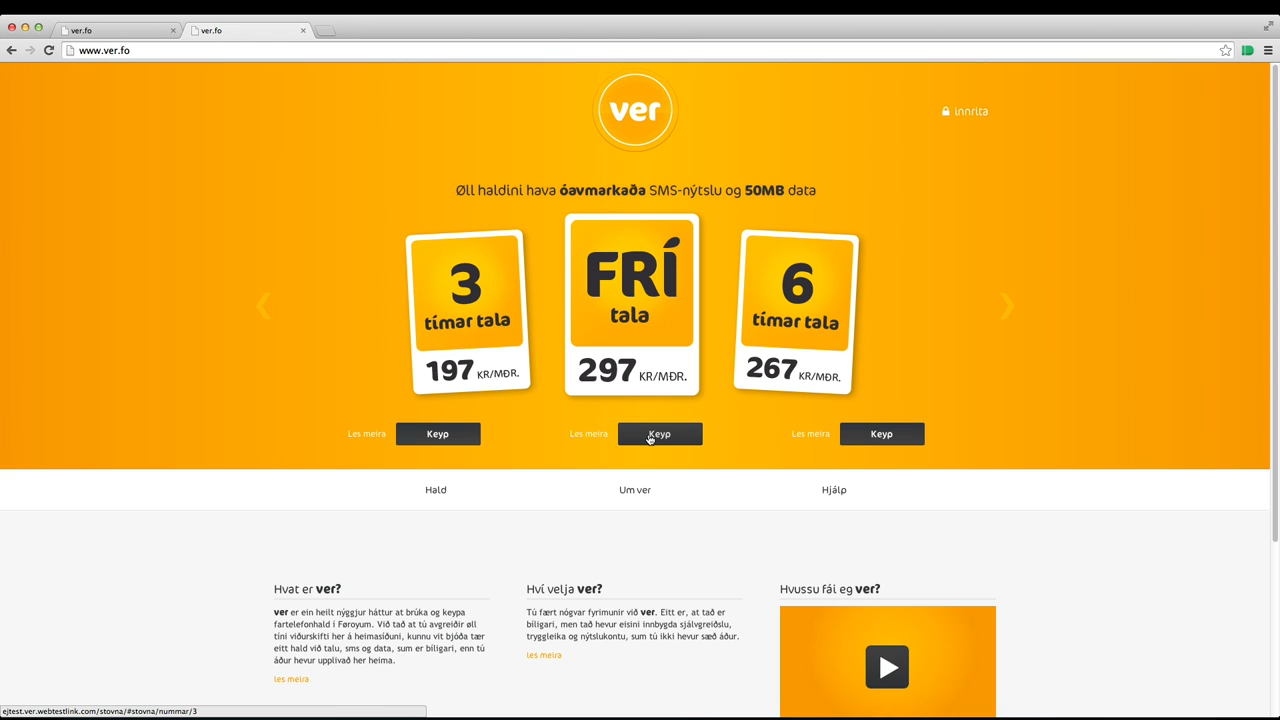 ver.fo
ver.fo
www.ver.fo
ver
innrita
Øll haldini hava óavmarkaða SMS-nýtslu og 50MB data
3
tímar tala
197 KR/MÐR.
FRÍ
tala
297 KR/MÐR.
6
tímar tala
267 KR/MÐR.
Les meira
Keyp
Les meira
Keyp
Les meira
Keyp
Hald
Um ver
Hjálp
Hvat er ver?
ver er ein heilt nýggjur háttur at brúka og keypa
fartelefonhald í Føroyum. Við tað at tú avgreiðir øll
tíni viðurskifti her á heimasíðuni, kunnu vit bjóða tær
eitt hald við talu, sms og data, sum er bíligari, enn tú
áður hevur upplivað her heima.
les meira
Hví velja ver?
Tú fært nógvar fyrimunir við ver. Eitt er, at tað er
bíligari, men tað hevur eisini innbygda sjálvgreiðslu,
tryggleika og nýtslukontu, sum tú ikki hevur sæð áður.
les meira
Hvussu fái eg ver?
ejtest.ver.webtestlink.com/stovna/#stovna/nummar/3